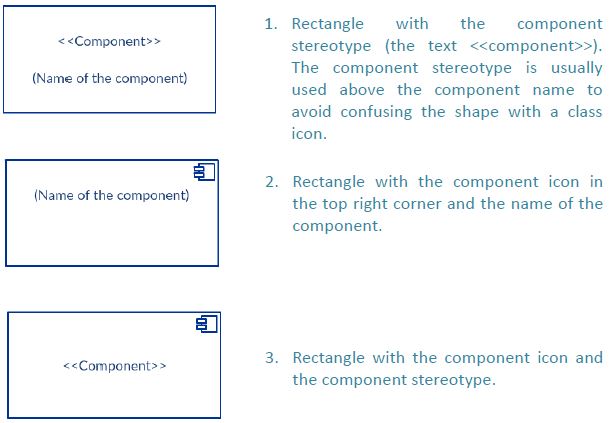 <<Component>>
(Name of the component)
1. Rectangle with the component
stereotype (the text <<component>>).
The component stereotype is usually
used above the component name to
avoid confusing the shape with a class
icon.
(Name of the component)
2. Rectangle with the component icon in
the top right corner and the name of the
component.
<<Component>>
3. Rectangle with the component icon and
the component stereotype.